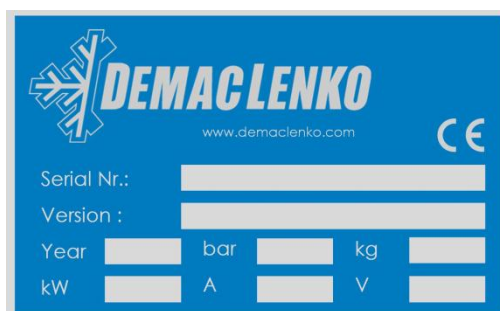 DEMACLENKO
www.demaclenko.com
CE
Serial Nr.:
Version :
Year bar kg
kW A V